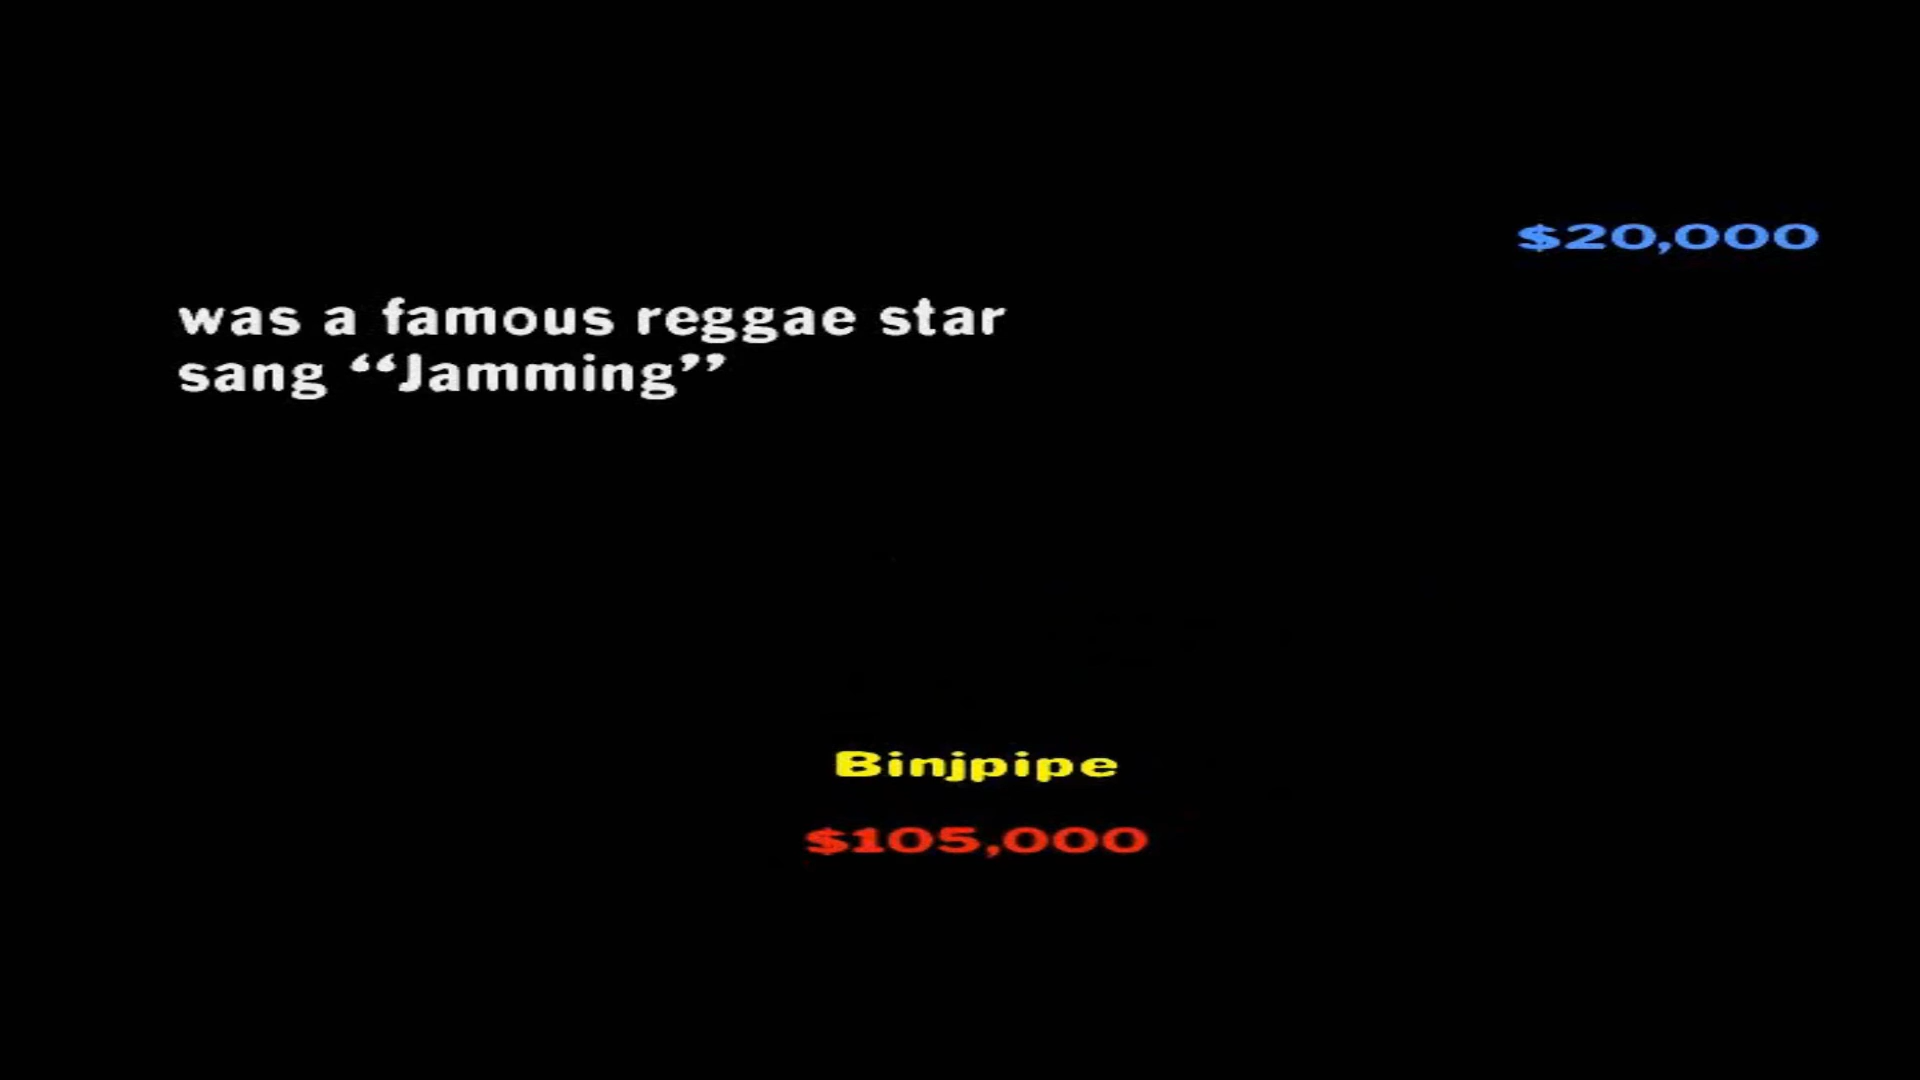 $20,000
was a famous reggae star
sang “Jamming”
Binjpipe
$105,000